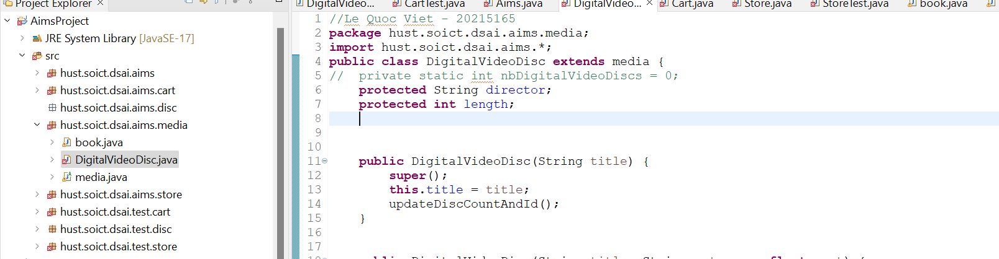 Project Explorer
AimsProject
JRE System Library [JavaSE-17]
src
hust.soict.dsai.aims
hust.soict.dsai.aims.cart
hust.soict.dsai.aims.disc
hust.soict.dsai.aims.media
book.java
DigitalVideoDisc.java
media.java
hust.soict.dsai.aims.store
hust.soict.dsai.test.cart
hust.soict.dsai.test.disc
hust.soict.dsai.test.store
DigitalVideo... CartTest.java Aims.java DigitalVideo... Cart.java Store.java StoreTest.java book.java
1 //Le Quoc Viet - 20215165
2 package hust.soict.dsai.aims.media;
3 import hust.soict.dsai.aims.*;
4 public class DigitalVideoDisc extends media {
5 // private static int nbDigitalVideoDiscs = 0;
6 protected String director;
7 protected int length;
8
9
10
11 public DigitalVideoDisc(String title) {
12 super();
13 this.title = title;
14 updateDiscCountAndId();
15 }
16
17